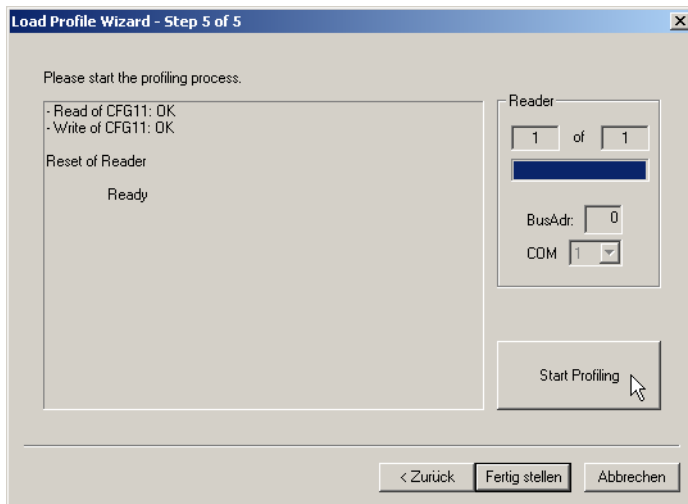 Load Profile Wizard - Step 5 of 5
Please start the profiling process.
- Read of CFG11: OK
- Write of CFG11: OK
Reset of Reader
Ready
Reader
1 of 1
BusAdr: 0
COM 1
Start Profiling
< Zurück Fertig stellen Abbrechen